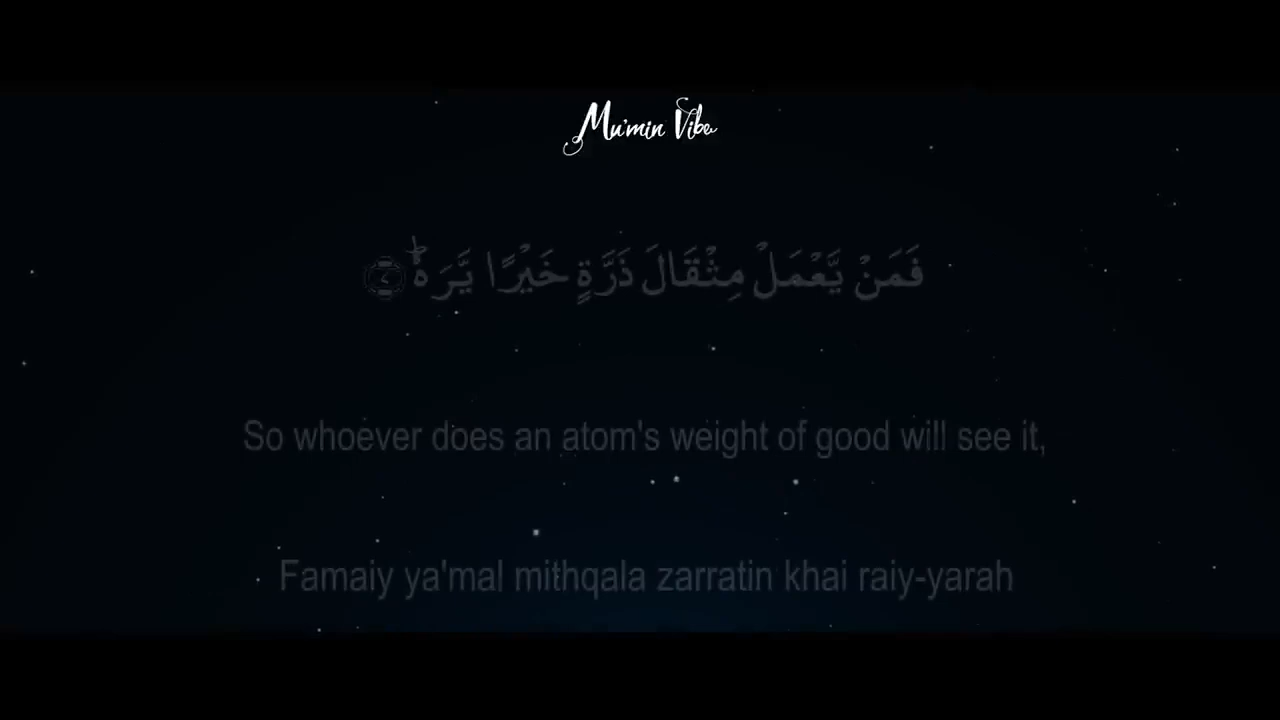 Mu'min Vibe
فَمَنْ يَّعْمَلْ مِثْقَالَ ذَرَّةٍ خَيْرًا يَّرَهٗ ؕ ﴿۷﴾
So whoever does an atom's weight of good will see it,
Famaiy ya'mal mithqala zarratin khai raiy-yarah